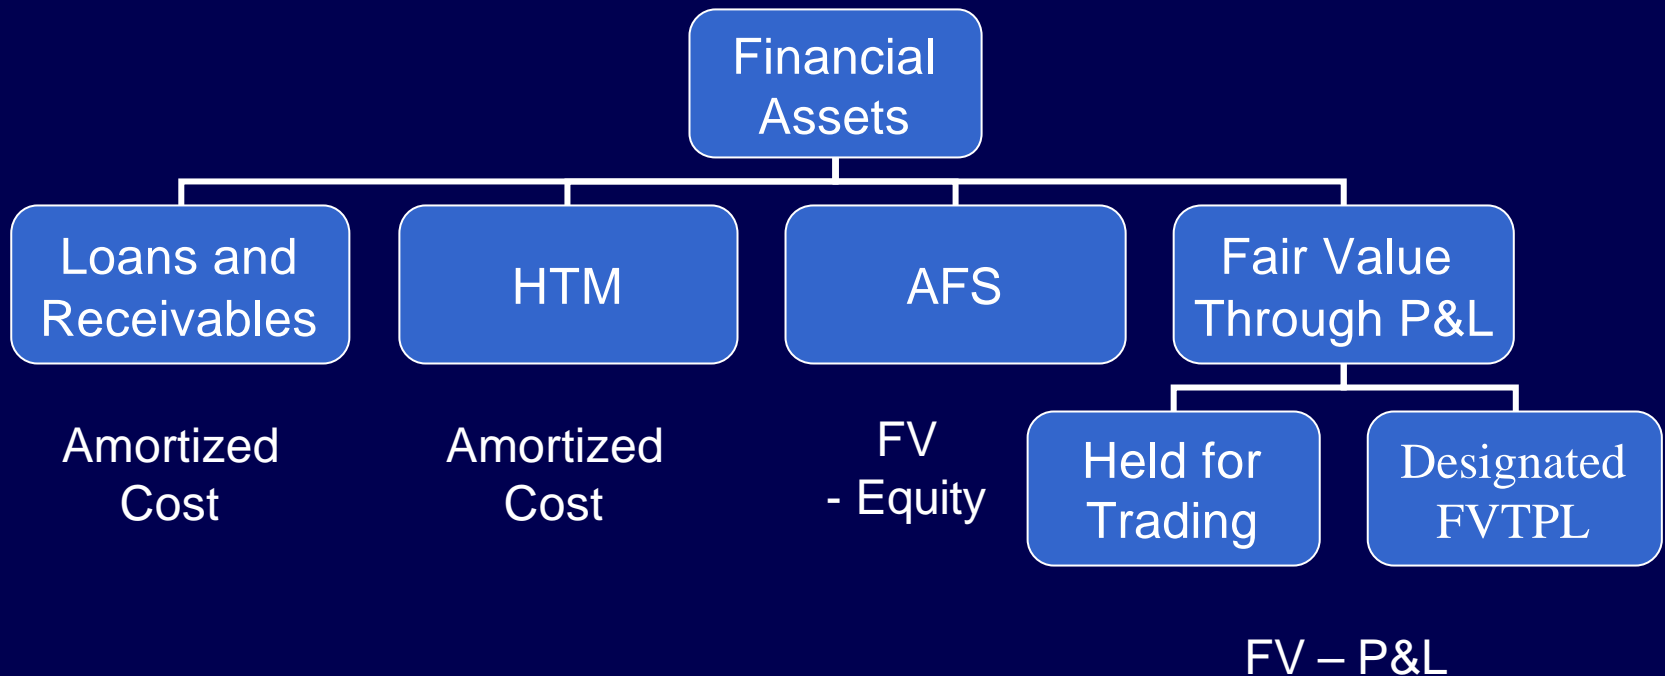 Financial
Assets
Loans and
Receivables
HTM
AFS
Fair Value
Through P&L
Amortized
Cost
Amortized
Cost
FV
- Equity
Held for
Trading
Designated
FVTPL
FV – P&L